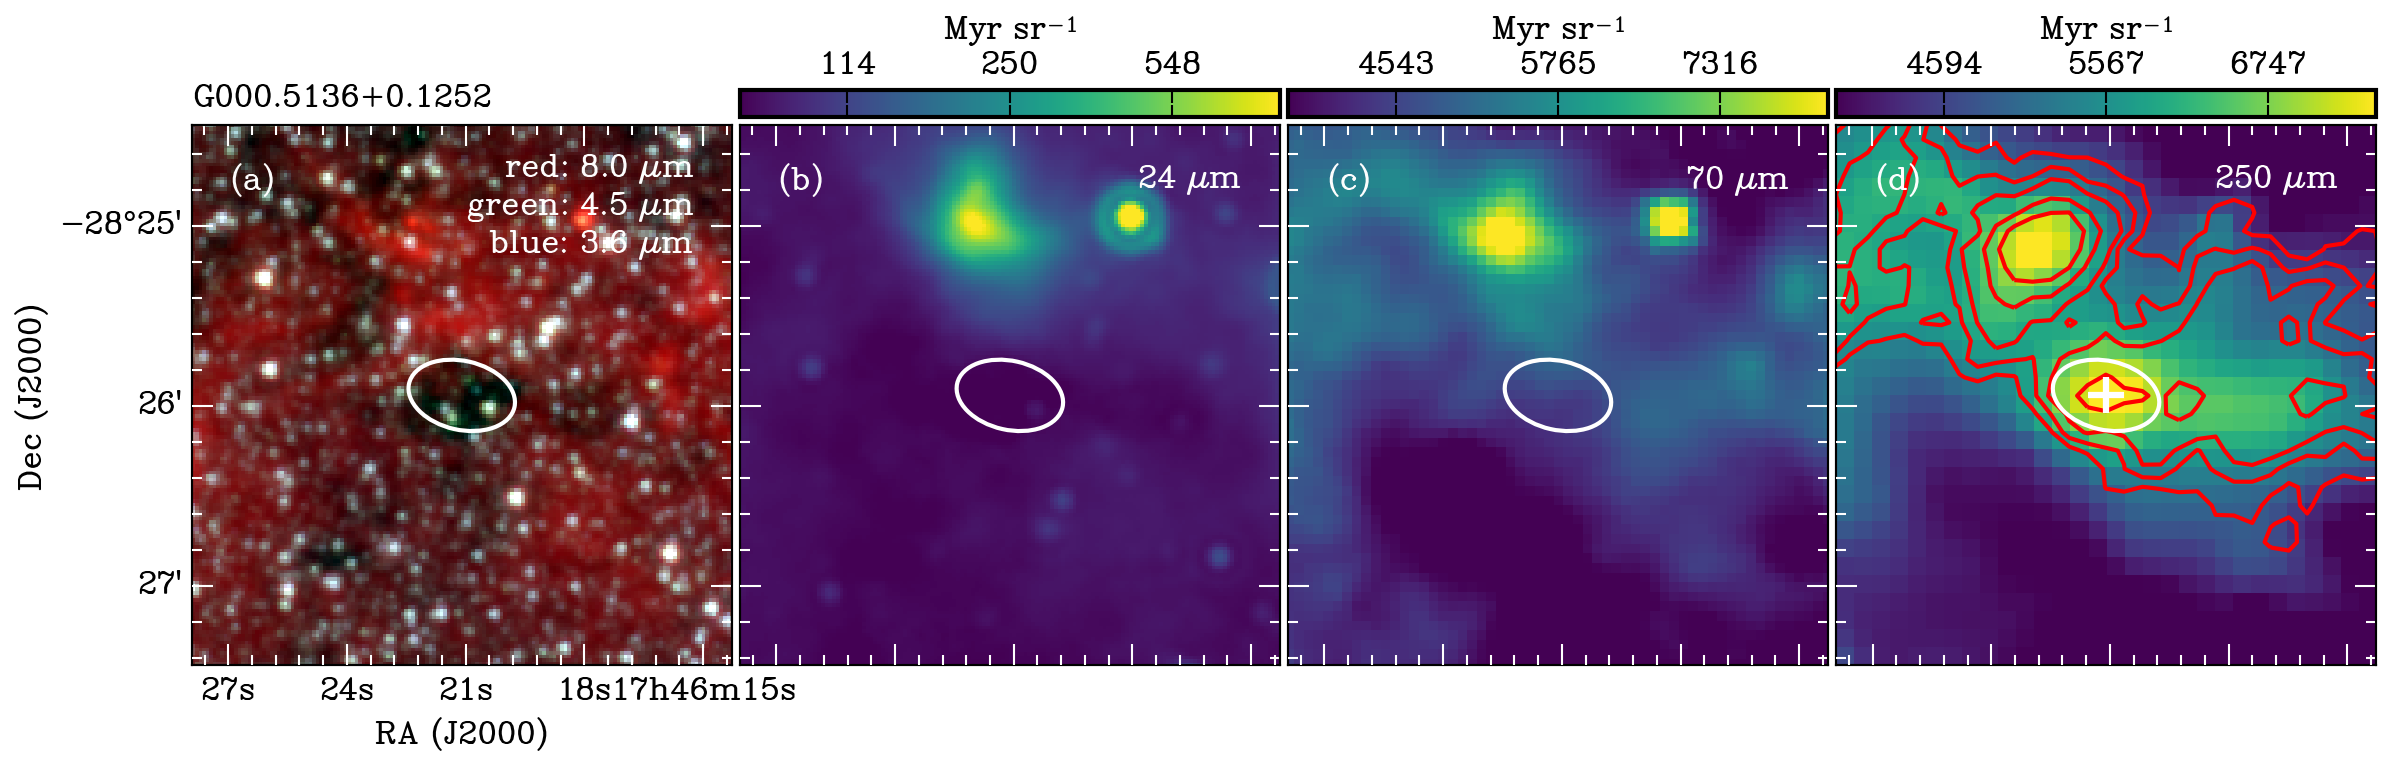 G000.5136+0.1252
(a)
red: 8.0 μm
green: 4.5 μm
blue: 3.6 μm
−28°25'
26'
27'
Dec (J2000)
27s 24s 21s 18s17h46m15s
RA (J2000)
Myr sr⁻¹
114 250 548
(b)
24 μm
Myr sr⁻¹
4543 5765 7316
(c)
70 μm
Myr sr⁻¹
4594 5567 6747
(d)
250 μm